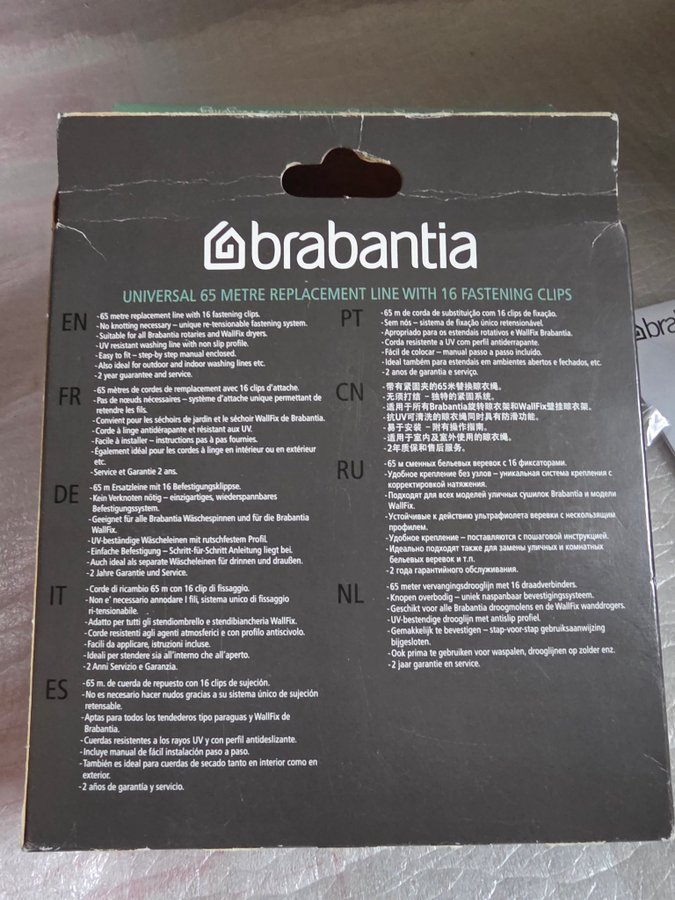 brabantia
UNIVERSAL 65 METRE REPLACEMENT LINE WITH 16 FASTENING CLIPS
EN
-65 metre replacement line with 16 fastening clips.
-No knotting necessary – unique re-tensionable fastening system.
-Suitable for all Brabantia rotaries and WallFix dryers.
-UV resistant washing line with non slip profile.
-Easy to fit – step-by step manual enclosed.
-Also ideal for outdoor and indoor washing lines etc.
-2 year guarantee and service.
FR
-65 mètres de cordes de remplacement avec 16 clips d'attache.
-Pas de nœuds nécessaires – système d'attache unique permettant de
retendre les fils.
-Convient pour les séchoirs de jardin et le séchoir WallFix de Brabantia.
-Corde à linge antidérapante et résistant aux UV.
-Facile à installer – instructions pas à pas fournies.
-Également idéal pour les cordes à linge en intérieur ou en extérieur
etc.
-Service et Garantie 2 ans.
DE
-65 m Ersatzleine mit 16 Befestigungsklippse.
-Kein Verknoten nötig – einzigartiges, wiederspannbares
Befestigungssystem.
-Geeignet für alle Brabantia Wäschespinnen und für die Brabantia
WallFix.
-UV-beständige Wäscheleinen mit rutschfestem Profil.
-Einfache Befestigung – Schritt-für-Schritt Anleitung liegt bei.
-Auch ideal als separate Wäscheleinen für drinnen und draußen.
-2 Jahre Garantie und Service.
IT
-Corde di ricambio 65 m con 16 clip di fissaggio.
-Non e' necessario annodare I fili, sistema unico di fissaggio
ri-tensionabile.
-Adatto per tutti gli stendiombrello e stendibiancheria WallFix.
-Corde resistenti agli agenti atmosferici e con profilo antiscivolo.
-Facili da applicare, istruzioni incluse.
-Ideali per stendere sia all'interno che all'aperto.
-2 Anni Servizio e Garanzia.
ES
-65 m. de cuerda de repuesto con 16 clips de sujeción.
-No es necesario hacer nudos gracias a su sistema único de sujeción
retensable.
-Aptas para todos los tendederos tipo paraguas y WallFix de
Brabantia.
-Cuerdas resistentes a los rayos UV y con perfil antideslizante.
-Incluye manual de fácil instalación paso a paso.
-También es ideal para cuerdas de secado tanto en interior como en
exterior.
-2 años de garantía y servicio.
PT
-65 m de corda de substituição com 16 clips de fixação.
-Sem nós – sistema de fixação único retensionável.
-Apropriado para os estendais rotativos e WallFix Brabantia.
-Corda resistente a UV com perfil antiderrapante.
-Fácil de colocar – manual passo a passo incluído.
-Ideal também para estendais em ambientes abertos e fechados, etc.
-2 anos de garantia e serviço.
CN
-带有紧固夹的65米替换晾衣绳。
-无须打结 – 独特的紧固系统。
-适用于所有Brabantia旋转晾衣架和WallFix壁挂晾衣架。
-抗UV可清洗的晾衣绳同时具有防滑功能。
-易于安装 – 附有操作指南。
-适用于室内及室外使用的晾衣绳。
-2年质保和售后服务。
RU
-65 м сменных бельевых веревок с 16 фиксаторами.
-Удобное крепление без узлов – уникальная система крепления с
корректировкой натяжения.
-Подходят для всех моделей уличных сушилок Brabantia и модели
WallFix.
-Устойчивые к действию ультрафиолета веревки с нескользящим
профилем.
-Удобное крепление – поставляются с пошаговой инструкцией.
-Идеально подходят также для замены уличных и комнатных
бельевых веревок и т.п.
-2 года гарантийного обслуживания.
NL
-65 meter vervangingsdrooglijn met 16 draadverbinders.
-Knopen overbodig – uniek naspanbaar bevestigingssysteem.
-Geschikt voor alle Brabantia droogmolens en de WallFix wanddrogers.
-UV-bestendige drooglijn met antislip profiel.
-Gemakkelijk te bevestigen – stap-voor-stap gebruiksaanwijzing
bijgesloten.
-Ook prima te gebruiken voor waspalen, drooglijnen op zolder enz.
-2 jaar garantie en service.
bra